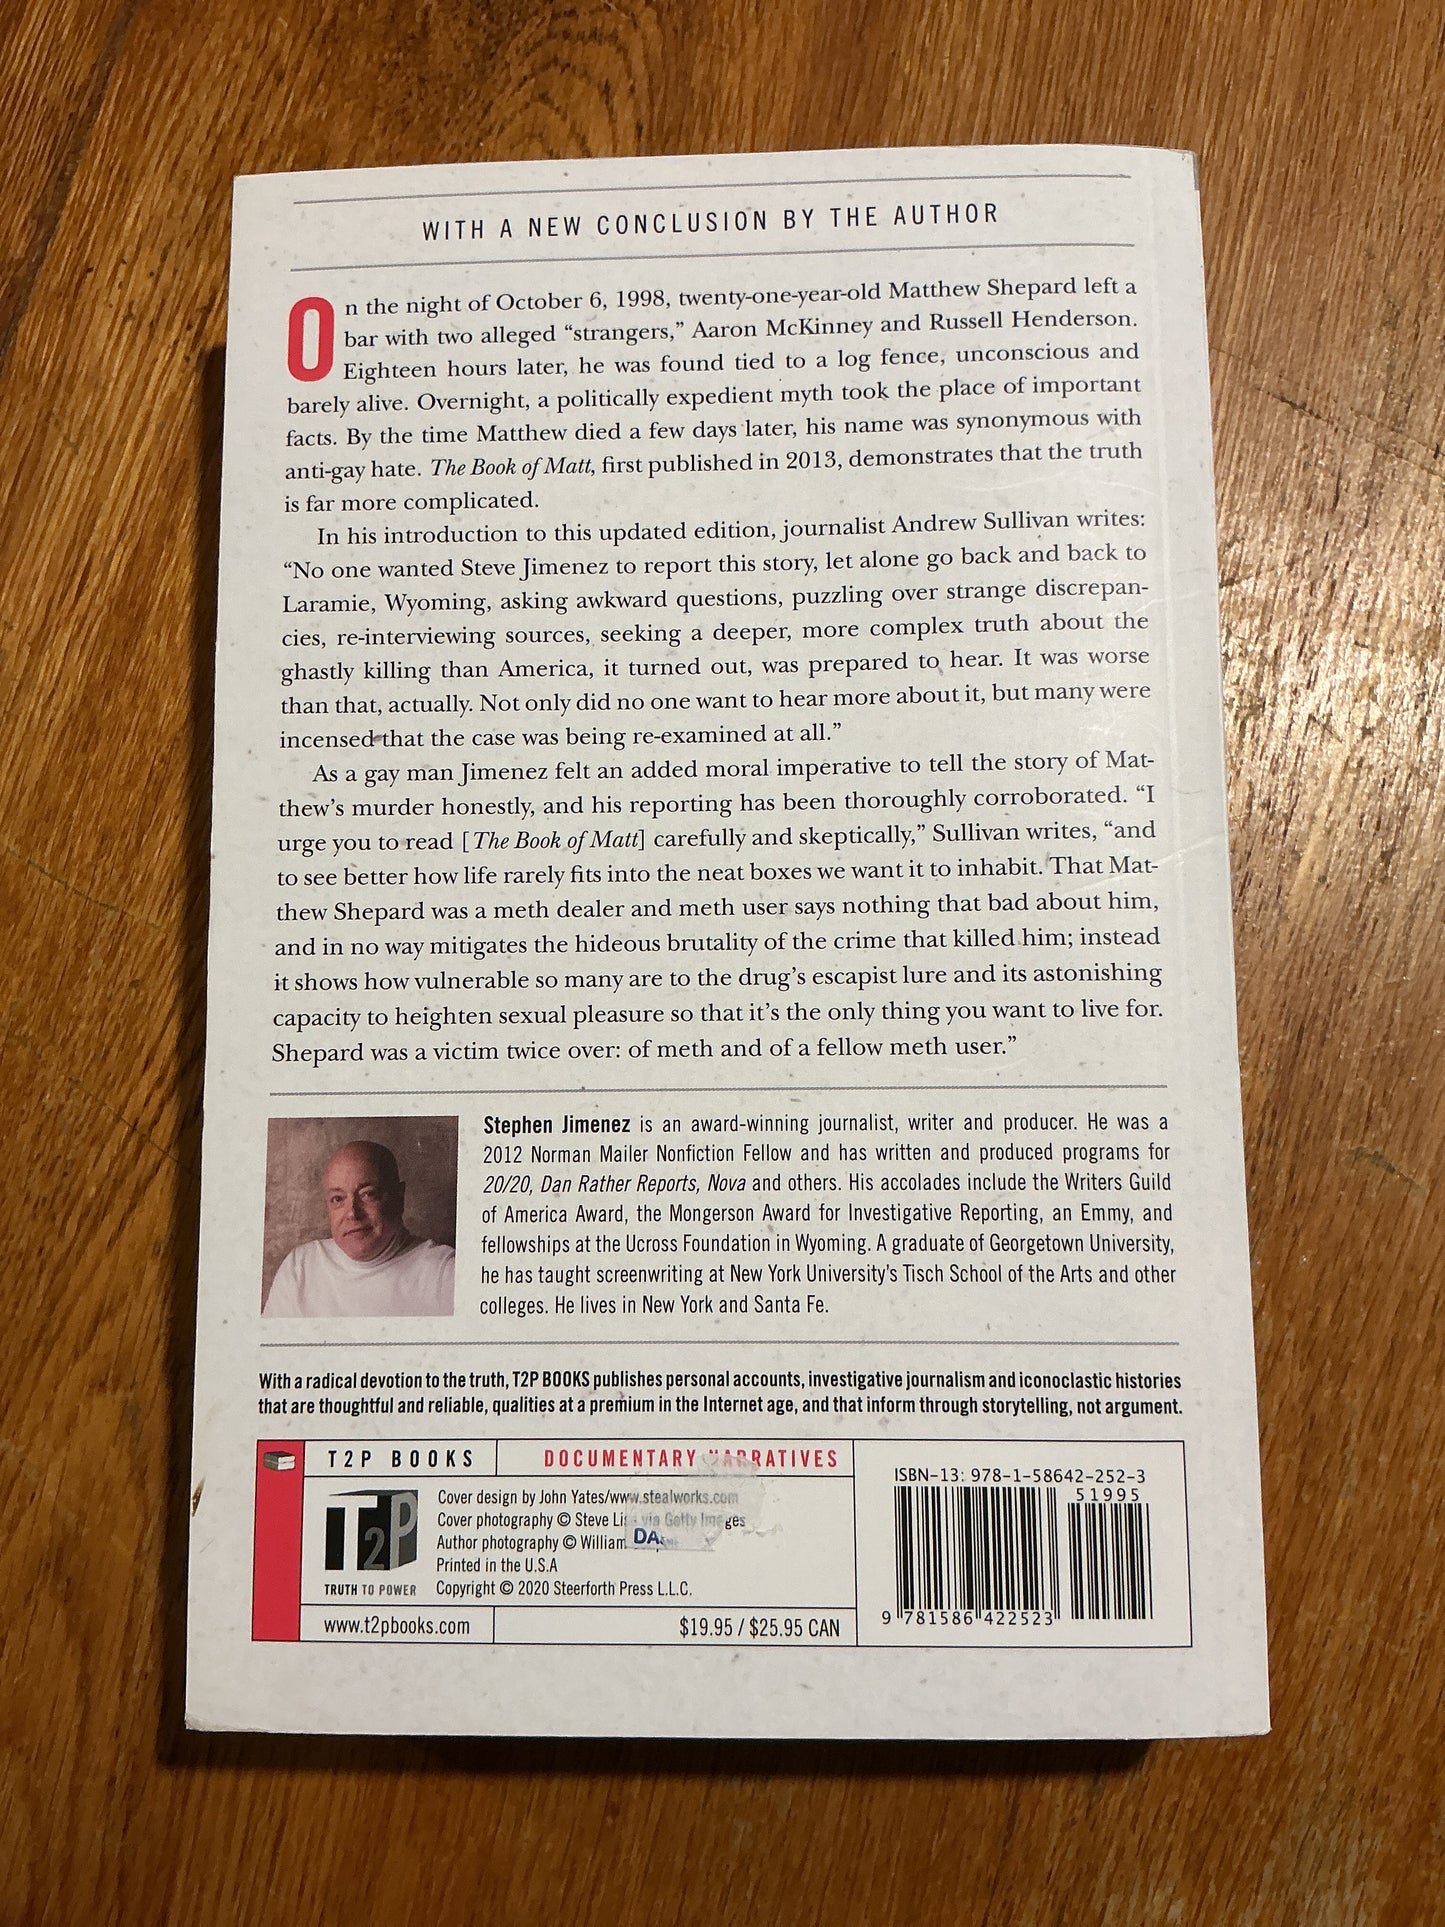 WITH A NEW CONCLUSION BY THE AUTHOR
On the night of October 6, 1998, twenty-one-year-old Matthew Shepard left a
bar with two alleged “strangers,” Aaron McKinney and Russell Henderson.
Eighteen hours later, he was found tied to a log fence, unconscious and
barely alive. Overnight, a politically expedient myth took the place of important
facts. By the time Matthew died a few days later, his name was synonymous with
anti-gay hate. The Book of Matt, first published in 2013, demonstrates that the truth
is far more complicated.
In his introduction to this updated edition, journalist Andrew Sullivan writes:
“No one wanted Steve Jimenez to report this story, let alone go back and back to
Laramie, Wyoming, asking awkward questions, puzzling over strange discrepan-
cies, re-interviewing sources, seeking a deeper, more complex truth about the
ghastly killing than America, it turned out, was prepared to hear. It was worse
than that, actually. Not only did no one want to hear more about it, but many were
incensed that the case was being re-examined at all.”
As a gay man Jimenez felt an added moral imperative to tell the story of Mat-
thew’s murder honestly, and his reporting has been thoroughly corroborated. “I
urge you to read [The Book of Matt] carefully and skeptically,” Sullivan writes, “and
to see better how life rarely fits into the neat boxes we want it to inhabit. That Mat-
thew Shepard was a meth dealer and meth user says nothing that bad about him,
and in no way mitigates the hideous brutality of the crime that killed him; instead
it shows how vulnerable so many are to the drug’s escapist lure and its astonishing
capacity to heighten sexual pleasure so that it’s the only thing you want to live for.
Shepard was a victim twice over: of meth and of a fellow meth user.”
Stephen Jimenez is an award-winning journalist, writer and producer. He was a
2012 Norman Mailer Nonfiction Fellow and has written and produced programs for
20/20, Dan Rather Reports, Nova and others. His accolades include the Writers Guild
of America Award, the Mongerson Award for Investigative Reporting, an Emmy, and
fellowships at the Ucross Foundation in Wyoming. A graduate of Georgetown University,
he has taught screenwriting at New York University’s Tisch School of the Arts and other
colleges. He lives in New York and Santa Fe.
With a radical devotion to the truth, T2P BOOKS publishes personal accounts, investigative journalism and iconoclastic histories
that are thoughtful and reliable, qualities at a premium in the Internet age, and that inform through storytelling, not argument.
T2P BOOKS
DOCUMENTARY NARRATIVES
T2P
TRUTH TO POWER
Cover design by John Yates/www.stealworks.com
Cover photography © Steve via Getty Images
Author photography © William
DA
Printed in the U.S.A
Copyright © 2020 Steerforth Press L.L.C.
www.t2pbooks.com
$19.95 / $25.95 CAN
ISBN-13: 978-1-58642-252-3
51995
9 781586 422523